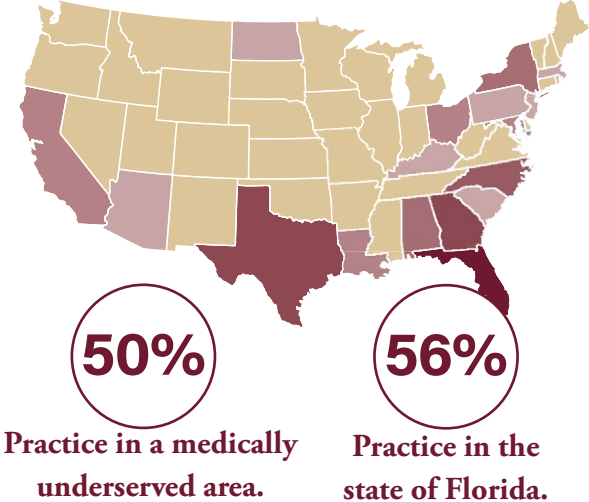 50%
Practice in a medically
underserved area.
56%
Practice in the
state of Florida.